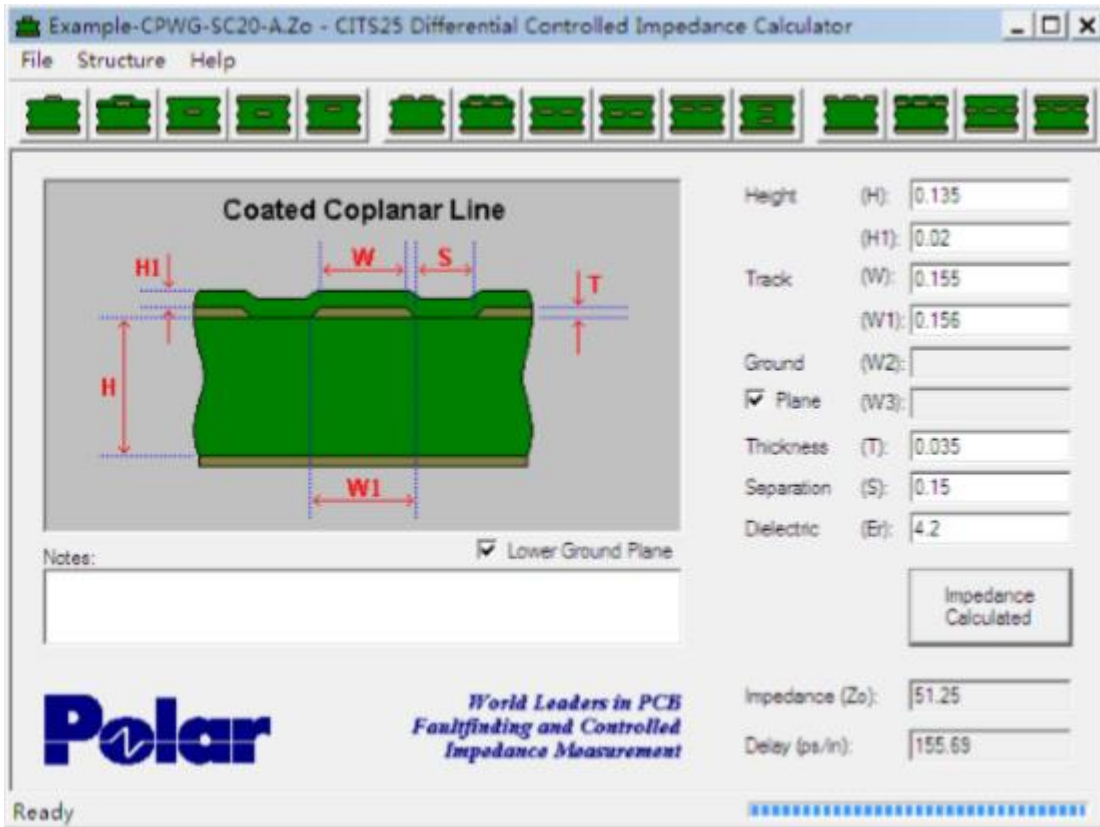 Example-CPWG-SC20-A.Zo - CITS25 Differential Controlled Impedance Calculator
File Structure Help
Coated Coplanar Line
H1
W
S
T
H
W1
Height (H): 0.135
(H1): 0.02
Track (W): 0.155
(W1): 0.156
Ground (W2):
Plane (W3):
Thickness (T): 0.035
Separation (S): 0.15
Dielectric (Er): 4.2
Notes:
Lower Ground Plane
Impedance
Calculated
Polar
World Leaders in PCB
Faultfinding and Controlled
Impedance Measurement
Impedance (Zo): 51.25
Delay (ps/in): 155.69
Ready